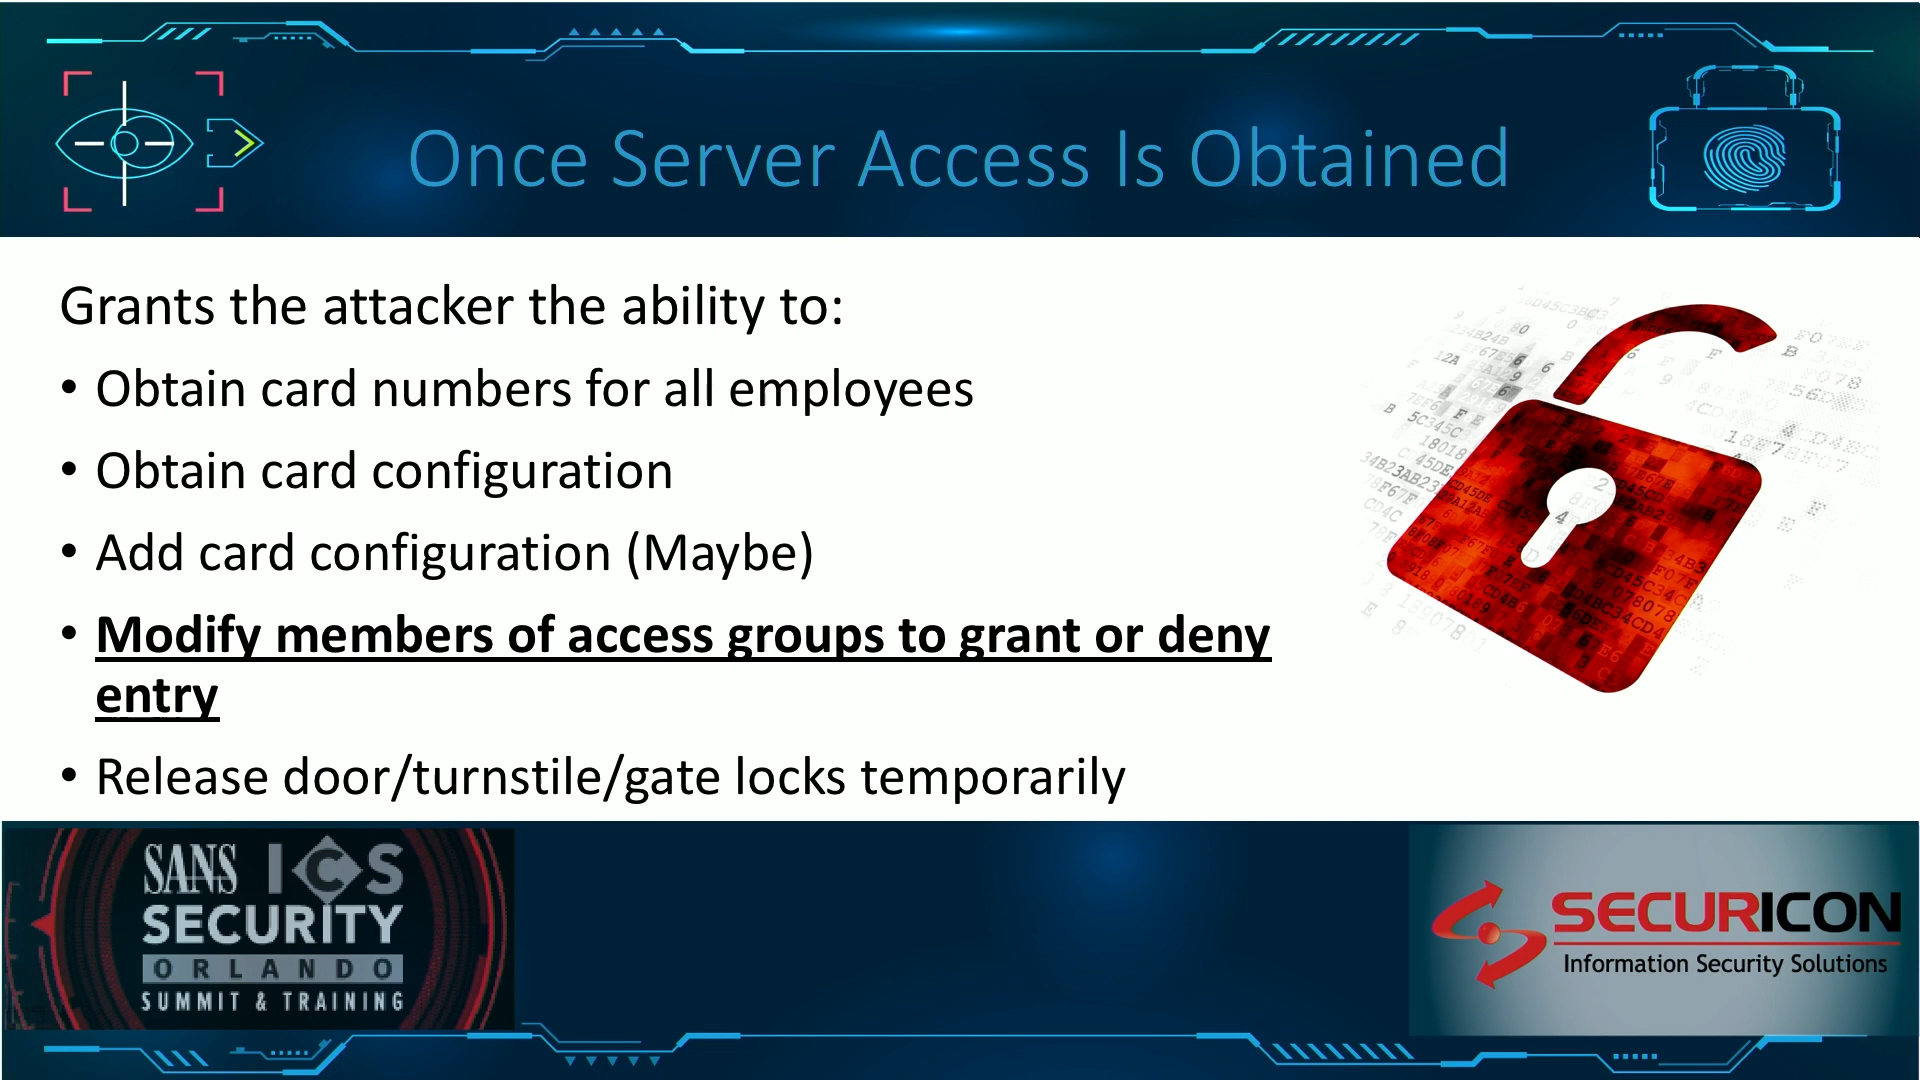 Once Server Access Is Obtained
Grants the attacker the ability to:
• Obtain card numbers for all employees
• Obtain card configuration
• Add card configuration (Maybe)
• Modify members of access groups to grant or deny
entry
• Release door/turnstile/gate locks temporarily
SANS ICS
SECURITY
ORLANDO
SUMMIT & TRAINING
SECURICON
Information Security Solutions